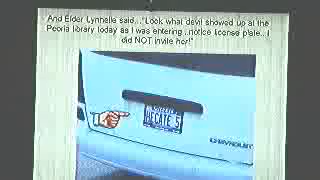 And Elder Lynnelle said..."Look what devil showed up at the
Peoria library today as I was entering..notice license plate...I
did NOT invite her!"
HECATE 5
CHEVROLET